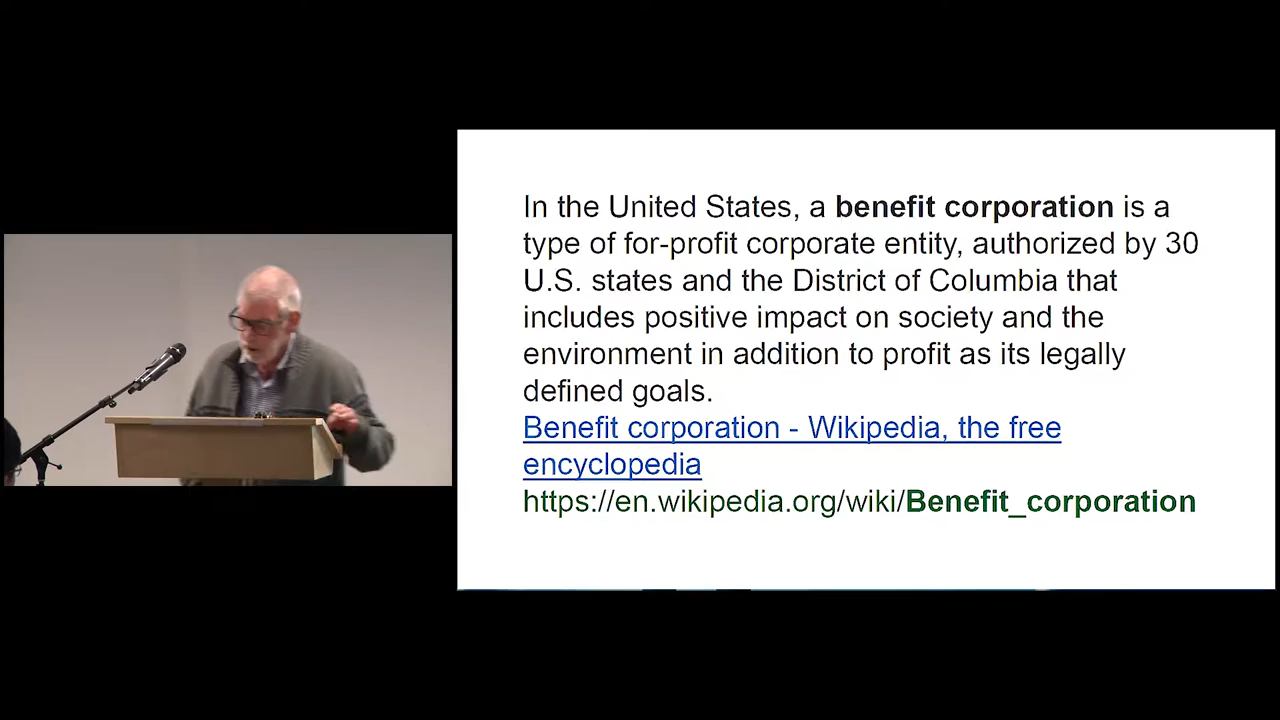 In the United States, a benefit corporation is a
type of for-profit corporate entity, authorized by 30
U.S. states and the District of Columbia that
includes positive impact on society and the
environment in addition to profit as its legally
defined goals.
Benefit corporation - Wikipedia, the free
encyclopedia
https://en.wikipedia.org/wiki/Benefit_corporation